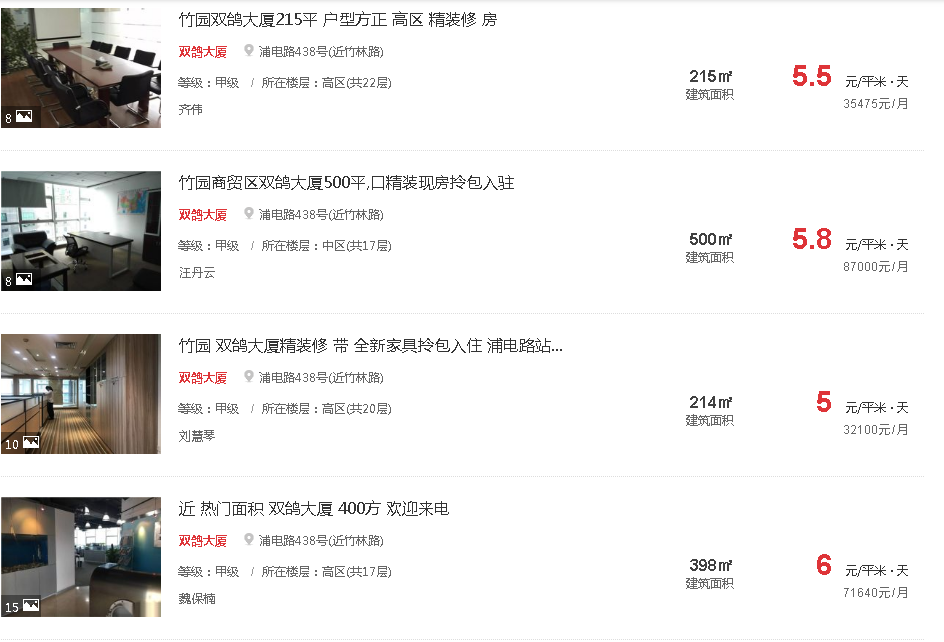 竹园双鸽大厦215平 户型方正 高区 精装修 房
双鸽大厦 浦电路438号(近竹林路)
等级：甲级 / 所在楼层：高区(共22层)
齐伟
8
215㎡
建筑面积
5.5 元/平米·天
35475元/月
竹园商贸区双鸽大厦500平,口精装现房拎包入驻
双鸽大厦 浦电路438号(近竹林路)
等级：甲级 / 所在楼层：中区(共17层)
汪丹云
8
500㎡
建筑面积
5.8 元/平米·天
87000元/月
竹园 双鸽大厦精装修 带 全新家具拎包入住 浦电路站...
双鸽大厦 浦电路438号(近竹林路)
等级：甲级 / 所在楼层：高区(共20层)
刘慧琴
10
214㎡
建筑面积
5 元/平米·天
32100元/月
近 热门面积 双鸽大厦 400方 欢迎来电
双鸽大厦 浦电路438号(近竹林路)
等级：甲级 / 所在楼层：高区(共17层)
魏保楠
15
398㎡
建筑面积
6 元/平米·天
71640元/月